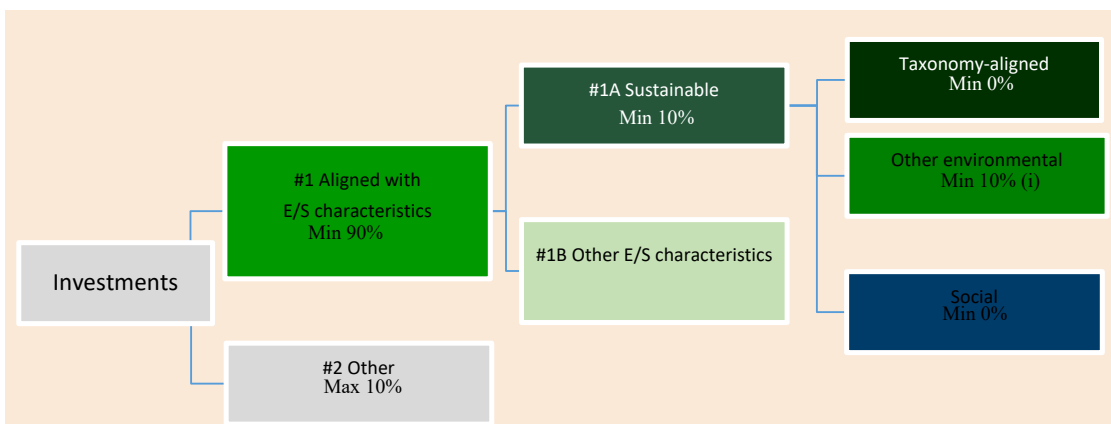 Investments
#1 Aligned with
E/S characteristics
Min 90%
#2 Other
Max 10%
#1A Sustainable
Min 10%
#1B Other E/S characteristics
Taxonomy-aligned
Min 0%
Other environmental
Min 10% (i)
Social
Min 0%